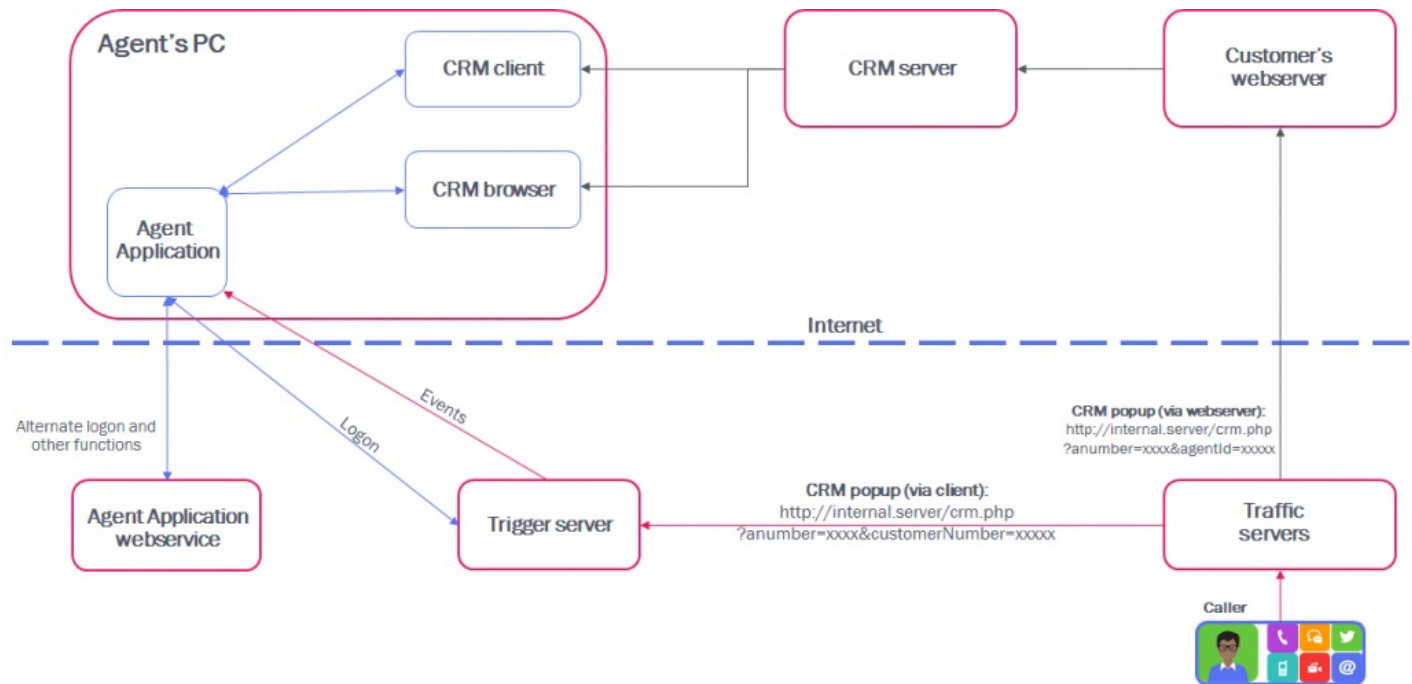 Agent's PC
CRM client
CRM server
Customer's
webserver
CRM browser
Agent
Application
Internet
Events
Logon
Alternate logon and
other functions
CRM popup (via webserver):
http://internal.server/crm.php
?anumber=xxxx&agentId=xxxxx
Agent Application
webservice
Trigger server
CRM popup (via client):
http://internal.server/crm.php
?anumber=xxxx&customerNumber=xxxxx
Traffic
servers
Caller
@